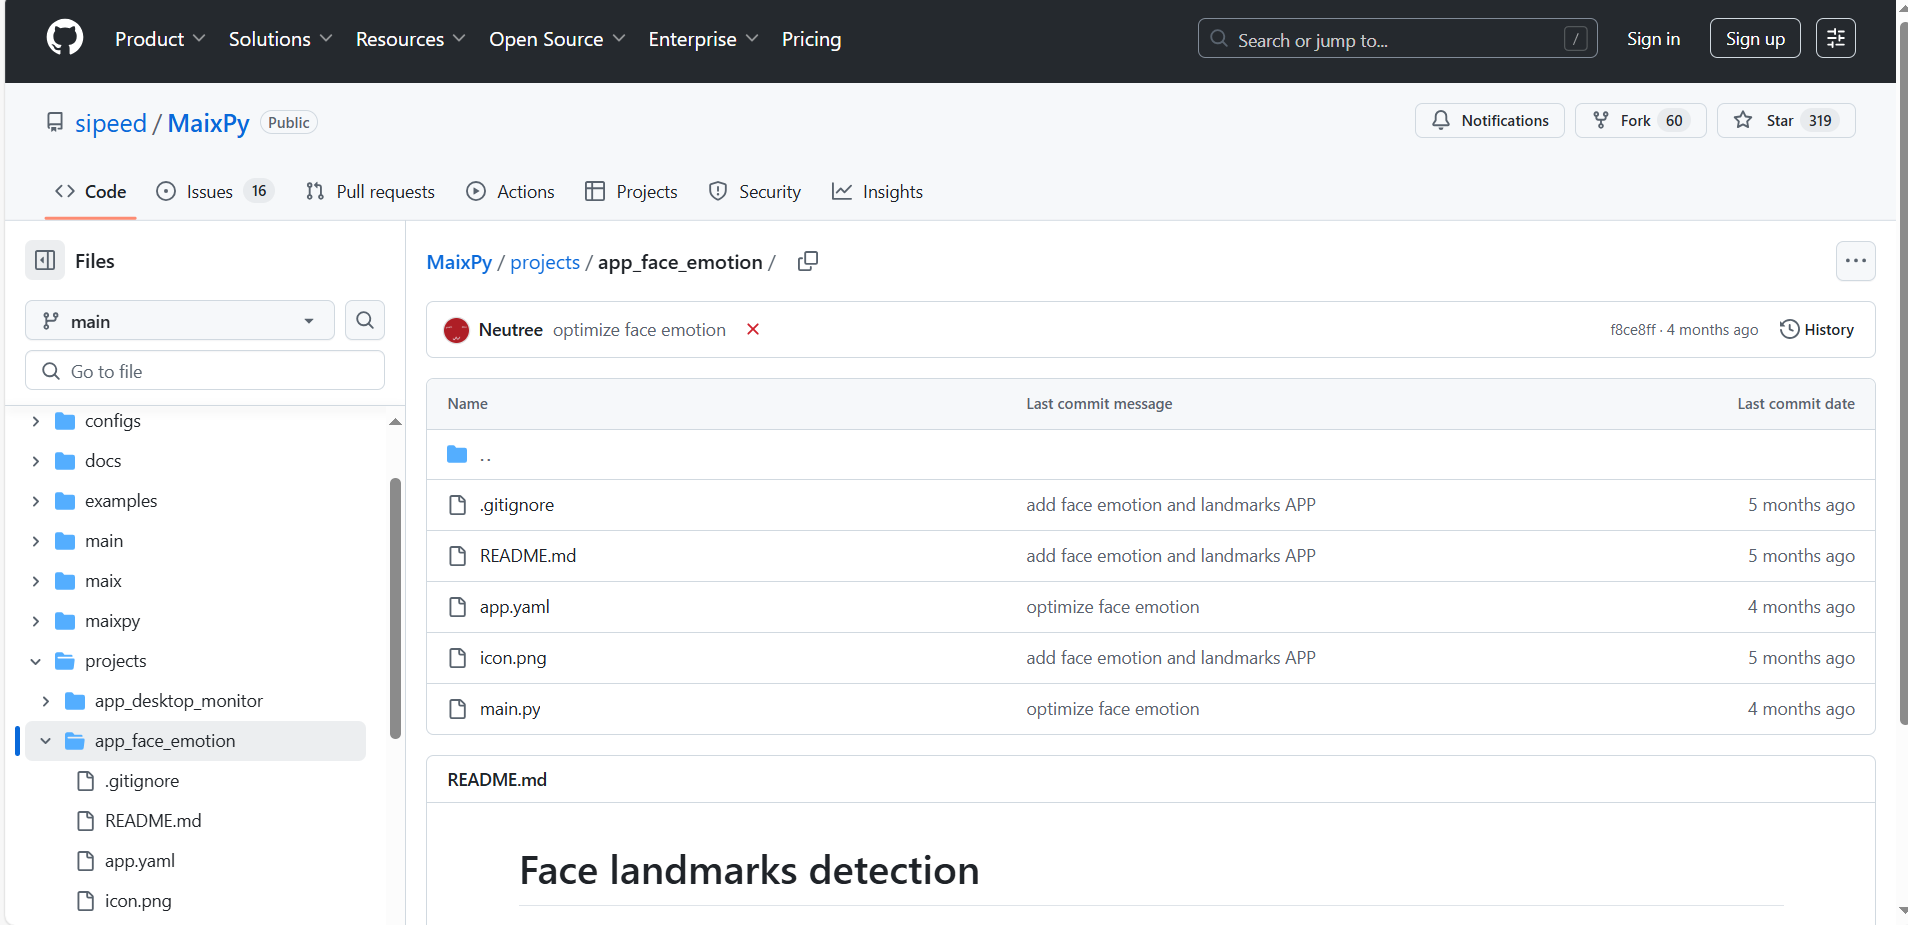 Product Solutions Resources Open Source Enterprise Pricing Search or jump to... / Sign in Sign up
sipeed / MaixPy Public Notifications Fork 60 Star 319
Code Issues 16 Pull requests Actions Projects Security Insights
Files
main
Go to file
configs
docs
examples
main
maix
maixpy
projects
app_desktop_monitor
app_face_emotion
.gitignore
README.md
app.yaml
icon.png
MaixPy / projects / app_face_emotion /
Neutree optimize face emotion f8ce8ff · 4 months ago History
Name Last commit message Last commit date
..
.gitignore add face emotion and landmarks APP 5 months ago
README.md add face emotion and landmarks APP 5 months ago
app.yaml optimize face emotion 4 months ago
icon.png add face emotion and landmarks APP 5 months ago
main.py optimize face emotion 4 months ago
README.md
Face landmarks detection